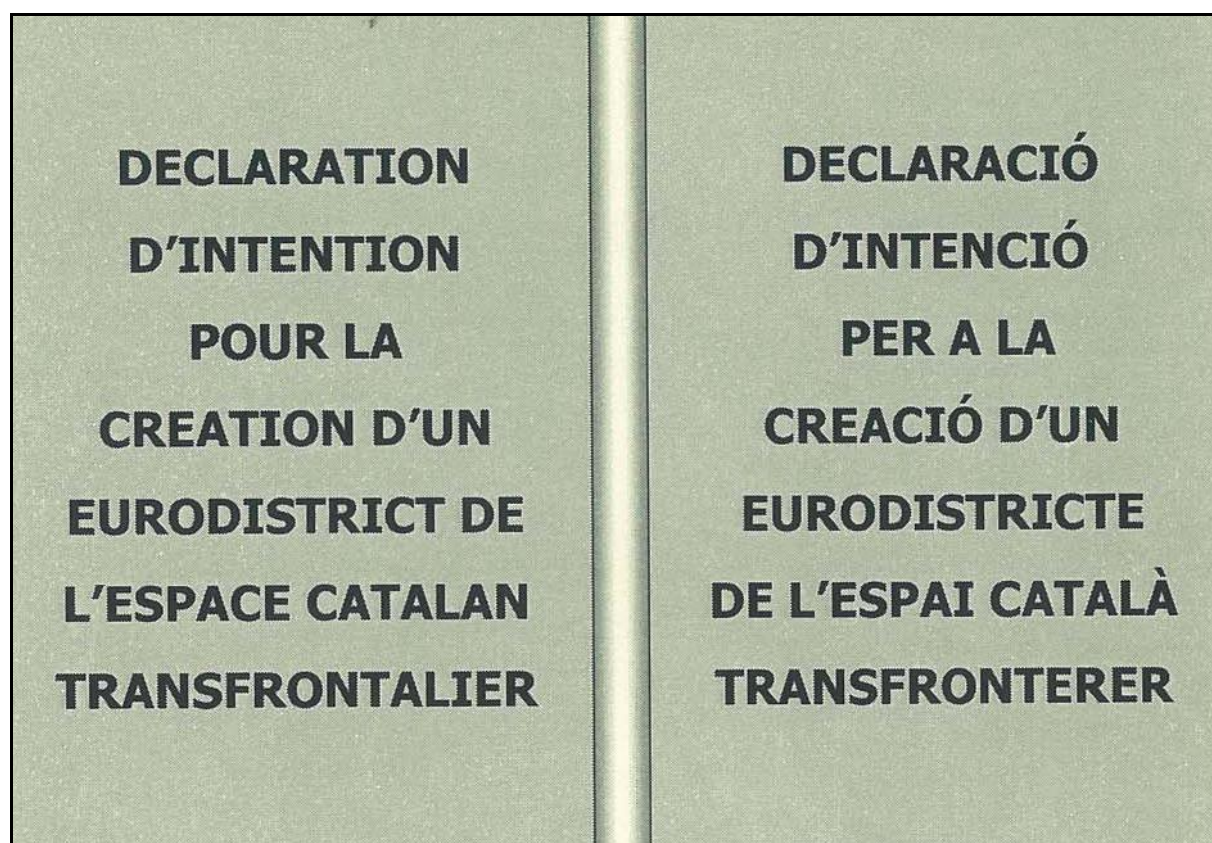 DECLARATION
D'INTENTION
POUR LA
CREATION D'UN
EURODISTRICT DE
L'ESPACE CATALAN
TRANSFRONTALIER
DECLARACIÓ
D'INTENCIÓ
PER A LA
CREACIÓ D'UN
EURODISTRICTE
DE L'ESPAI CATALÀ
TRANSFRONTERER